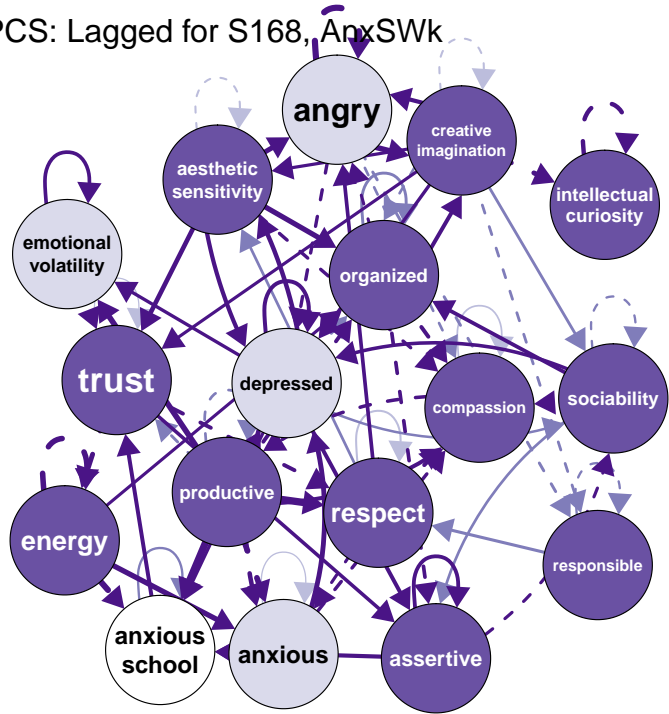 PCS: Lagged for S168, AnxSWk
angry
creative
imagination
aesthetic
sensitivity
intellectual
curiosity
emotional
volatility
organized
trust
depressed
compassion
sociability
productive
respect
energy
responsible
anxious
school
anxious
assertive